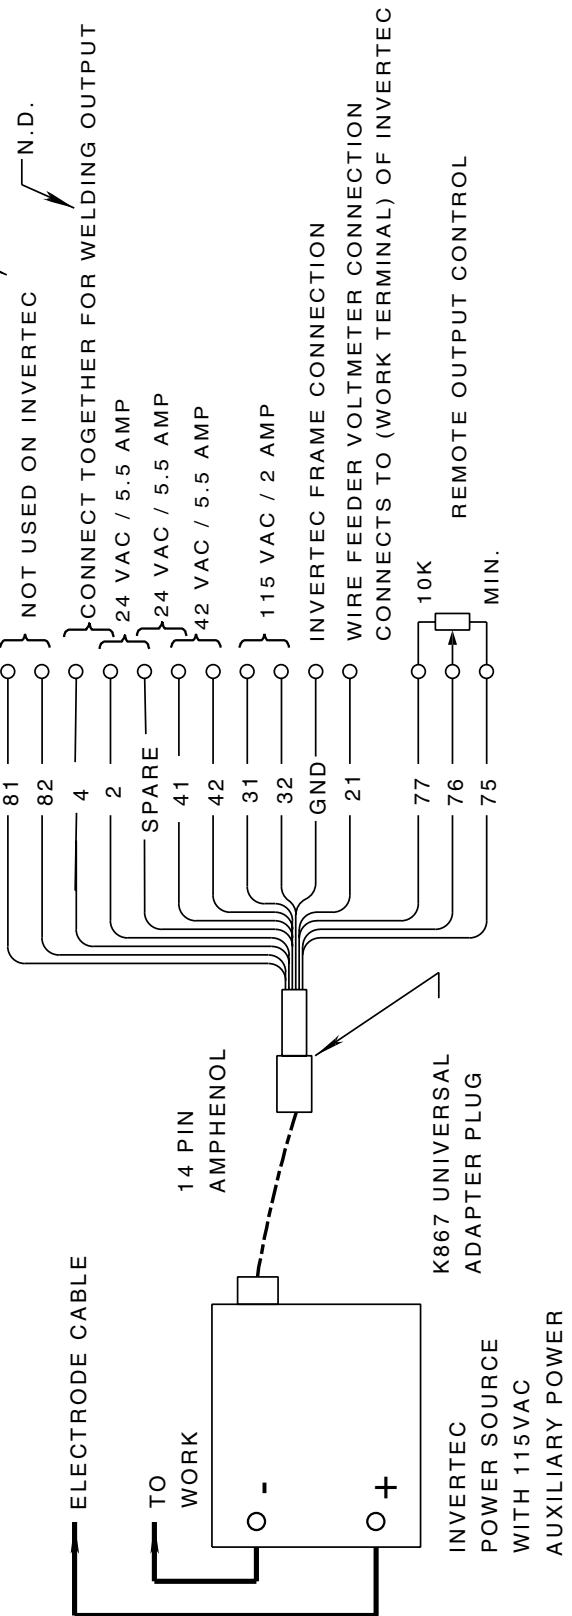 N.D.
81
NOT USED ON INVERTEC
82
4
CONNECT TOGETHER FOR WELDING OUTPUT
2
24 VAC / 5.5 AMP
SPARE
24 VAC / 5.5 AMP
41
42 VAC / 5.5 AMP
42
31
115 VAC / 2 AMP
32
GND
INVERTEC FRAME CONNECTION
21
WIRE FEEDER VOLTMETER CONNECTION
CONNECTS TO (WORK TERMINAL) OF INVERTEC
77
10K
76
REMOTE OUTPUT CONTROL
75
MIN.
14 PIN
AMPHENOL
K867 UNIVERSAL
ADAPTER PLUG
ELECTRODE CABLE
TO
WORK
-
+
INVERTEC
POWER SOURCE
WITH 115VAC
AUXILIARY POWER